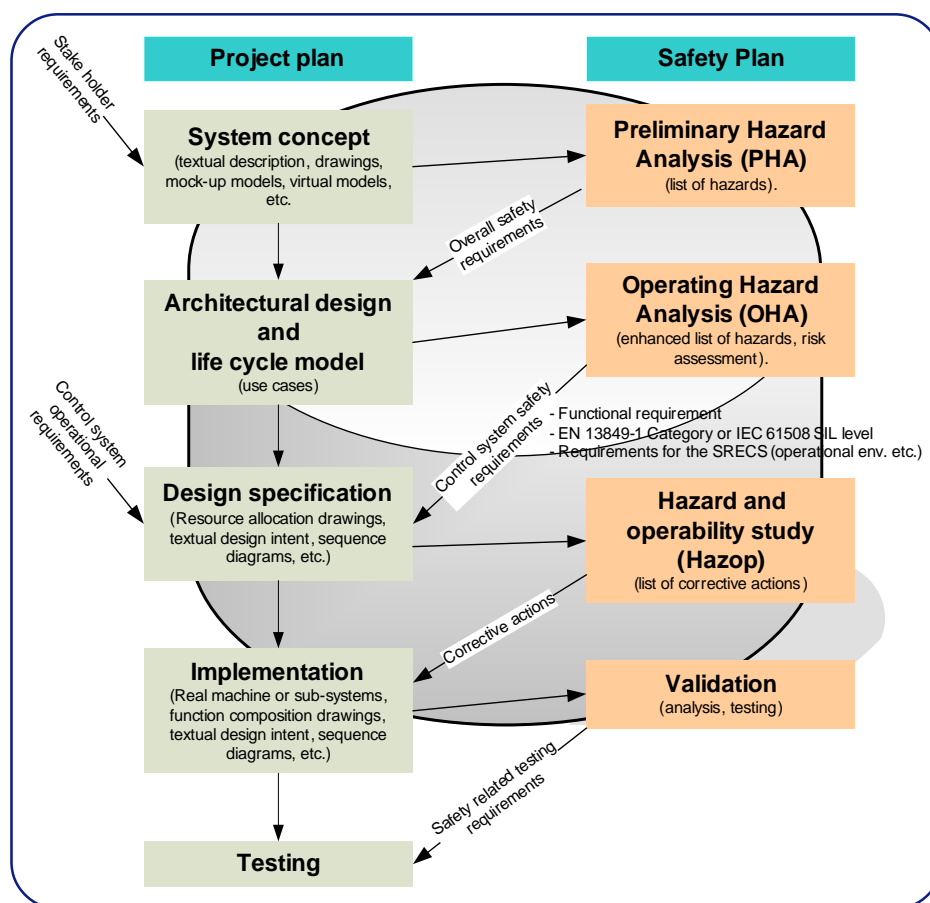 Stake holder
requirements
Project plan
Safety Plan
System concept
(textual description, drawings,
mock-up models, virtual models,
etc.
Preliminary Hazard
Analysis (PHA)
(list of hazards).
Overall safety
requirements
Architectural design
and
life cycle model
(use cases)
Operating Hazard
Analysis (OHA)
(enhanced list of hazards, risk
assessment).
Control system
operational
requirements
Control system safety
requirements
- Functional requirement
- EN 13849-1 Category or IEC 61508 SIL level
- Requirements for the SRECS (operational env. etc.)
Design specification
(Resource allocation drawings,
textual design intent, sequence
diagrams, etc.)
Hazard and
operability study
(Hazop)
(list of corrective actions)
Corrective actions
Implementation
(Real machine or sub-systems,
function composition drawings,
textual design intent, sequence
diagrams, etc.)
Validation
(analysis, testing)
Safety related testing
requirements
Testing